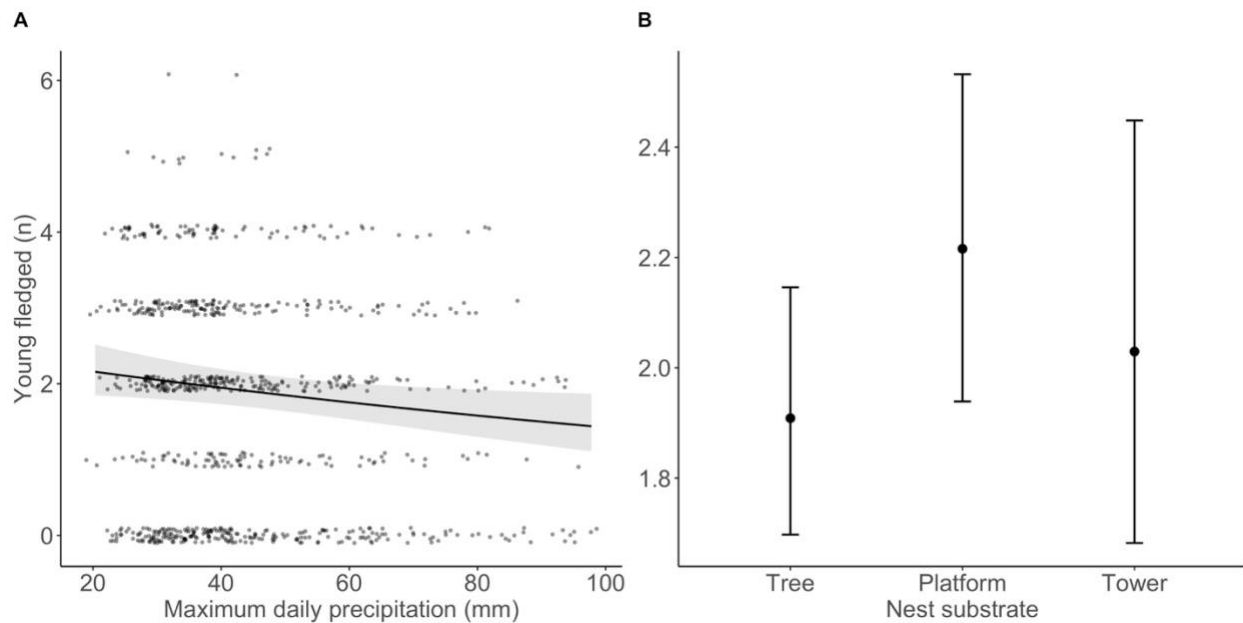 A
B
Young fledged (n)
6
4
2
0
20 40 60 80 100
Maximum daily precipitation (mm)
2.4
2.2
2.0
1.8
Tree Platform Tower
Nest substrate